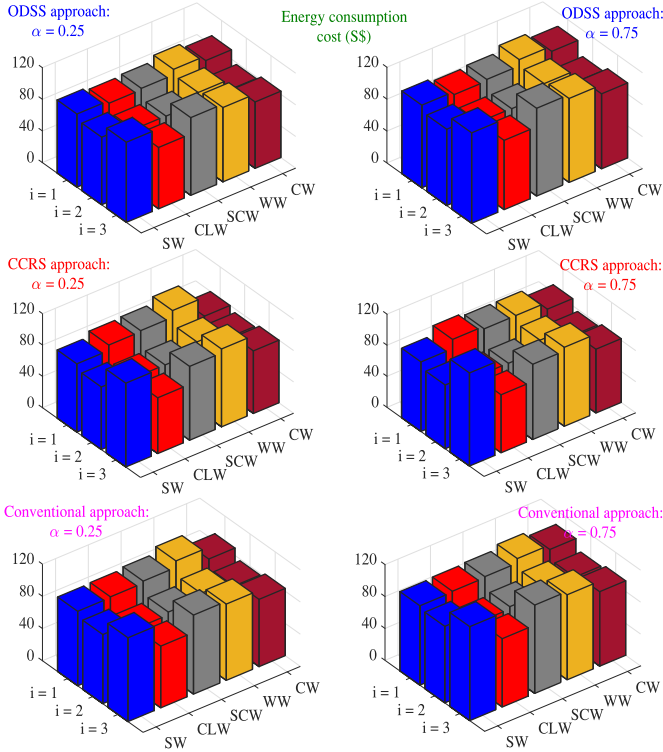 ODSS approach:
α = 0.25
Energy consumption
cost (S$)
ODSS approach:
α = 0.75
120
80
40
0
i = 1
i = 2
i = 3
SW
CLW
SCW
WW
CW
120
80
40
0
i = 1
i = 2
i = 3
SW
CLW
SCW
WW
CW
CCRS approach:
α = 0.25
CCRS approach:
α = 0.75
120
80
40
0
i = 1
i = 2
i = 3
SW
CLW
SCW
WW
CW
120
80
40
0
i = 1
i = 2
i = 3
SW
CLW
SCW
WW
CW
Conventional approach:
α = 0.25
Conventional approach:
α = 0.75
120
80
40
0
i = 1
i = 2
i = 3
SW
CLW
SCW
WW
CW
120
80
40
0
i = 1
i = 2
i = 3
SW
CLW
SCW
WW
CW